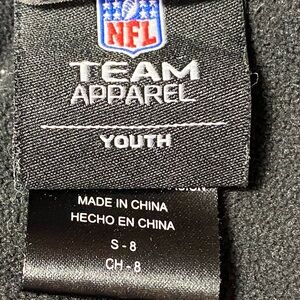 NFL
TEAM
APPAREL
YOUTH
MADE IN CHINA
HECHO EN CHINA
S - 8
CH - 8